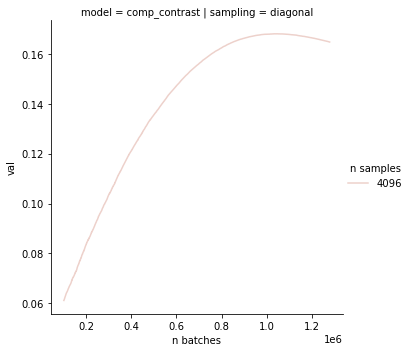 model = comp_contrast | sampling = diagonal
val
0.16
0.14
0.12
0.10
0.08
0.06
0.2
0.4
0.6
0.8
1.0
1.2
1e6
n batches
n samples
4096